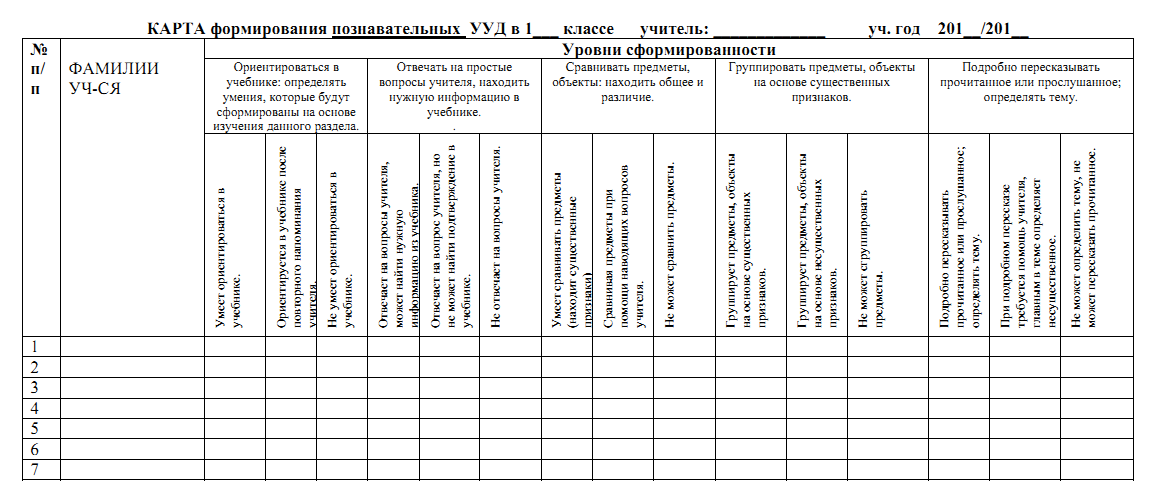 КАРТА формирования познавательных УУД в 1___ классе учитель: _____________ уч. год 201__/201__
№
п/
п
ФАМИЛИИ
УЧ-СЯ
Уровни сформированности
Ориентироваться в
учебнике: определять
умения, которые будут
сформированы на основе
изучения данного раздела.
Отвечать на простые
вопросы учителя, находить
нужную информацию в
учебнике.
.
Сравнивать предметы,
объекты: находить общее и
различие.
Группировать предметы, объекты
на основе существенных
признаков.
Подробно пересказывать
прочитанное или прослушанное;
определять тему.
Умеет ориентироваться в
учебнике.
Ориентируется в учебнике после
повторного напоминания
учителя.
Не умеет ориентироваться в
учебнике.
Отвечает на вопросы учителя,
может найти нужную
информацию из учебника.
Отвечает на вопрос учителя, но
не может найти подтверждение в
учебнике.
Не отвечает на вопросы учителя.
Умеет сравнивать предметы
(находит существенные
признаки)
Сравнивая предметы при
помощи наводящих вопросов
учителя.
Не может сравнить предметы.
Группирует предметы, объекты
на основе существенных
признаков.
Группирует предметы, объекты
на основе несущественных
признаков.
Не может сгруппировать
предметы.
Подробно пересказывать
прочитанное или прослушанное;
определять тему.
При подробном пересказе
требуется помощь учителя,
главным в теме определяет
несущественное.
Не может определить тему, не
может пересказать прочитанное.
1
2
3
4
5
6
7